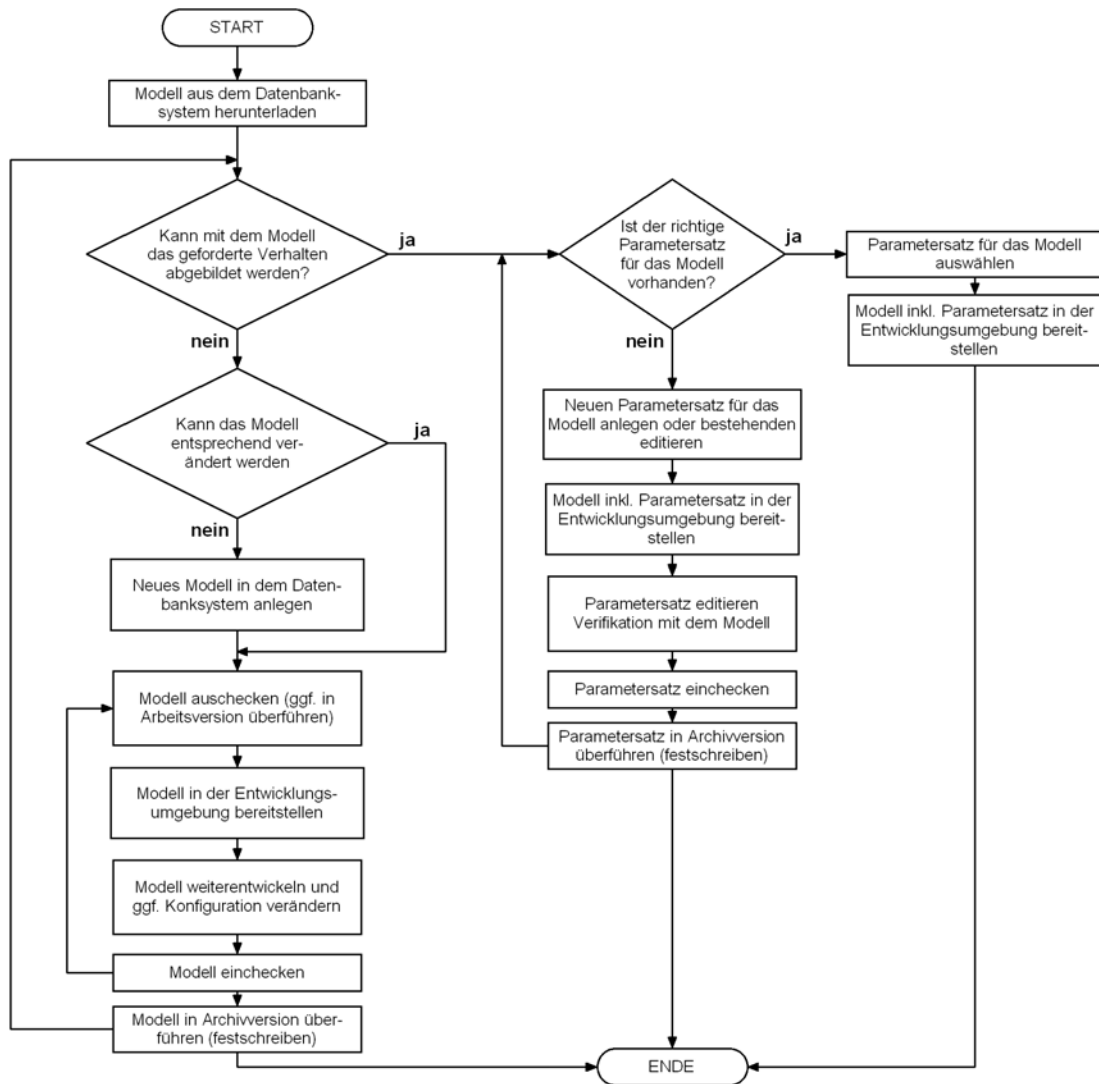 START
Modell aus dem Datenbank-
system herunterladen
Kann mit dem Modell
das geforderte Verhalten
abgebildet werden?
ja
nein
Kann das Modell
entsprechend ver-
ändert werden
ja
nein
Neues Modell in dem Daten-
banksystem anlegen
Modell auschecken (ggf. in
Arbeitsversion überführen)
Modell in der Entwicklungs-
umgebung bereitstellen
Modell weiterentwickeln und
ggf. Konfiguration verändern
Modell einchecken
Modell in Archivversion über-
führen (festschreiben)
Ist der richtige
Parametersatz
für das Modell
vorhanden?
ja
nein
Neuen Parametersatz für das
Modell anlegen oder bestehenden
editieren
Modell inkl. Parametersatz in der
Entwicklungsumgebung bereit-
stellen
Parametersatz editieren
Verifikation mit dem Modell
Parametersatz einchecken
Parametersatz in Archivversion
überführen (festschreiben)
Parametersatz für das Modell
auswählen
Modell inkl. Parametersatz in der
Entwicklungsumgebung bereit-
stellen
ENDE